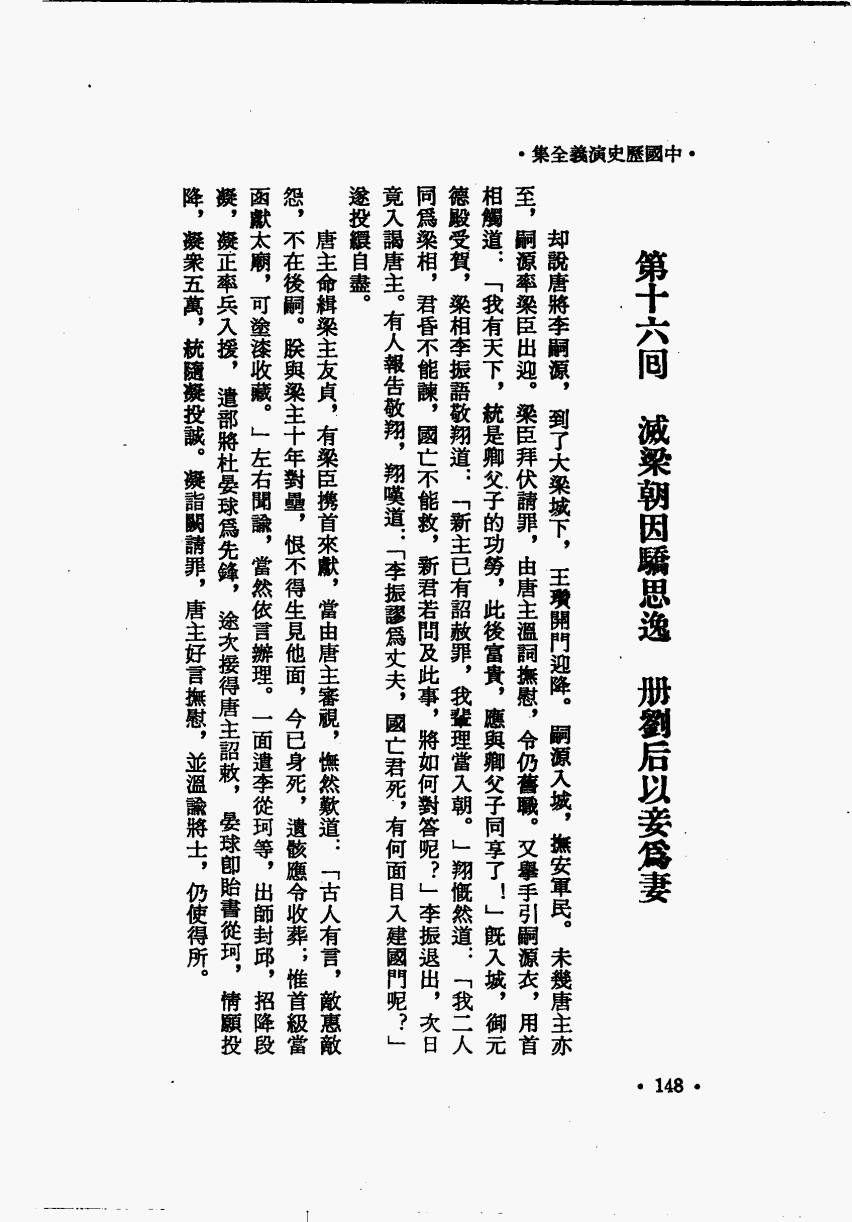 •中國歷史演義全集•
第十六囘　滅梁朝因驕思逸　册劉后以妾爲妻
却說唐將李嗣源，到了大梁城下，王瓚開門迎降。嗣源入城，撫安軍民。未幾唐主亦
至，嗣源率梁臣出迎。梁臣拜伏請罪，由唐主溫詞撫慰，令仍舊職。又舉手引嗣源衣，用首
相觸道：「我有天下，統是卿父子的功勞，此後富貴，應與卿父子同享了！」旣入城，御元
德殿受賀，梁相李振語敬翔道：「新主已有詔赦罪，我輩理當入朝。」翔慨然道：「我二人
同爲梁相，君昏不能諫，國亡不能救，新君若問及此事，將如何對答呢？」李振退出，次日
竟入謁唐主。有人報告敬翔，翔嘆道：「李振謬爲丈夫，國亡君死，有何面目入建國門呢？」
遂投繯自盡。
唐主命緝梁主友貞，有梁臣携首來獻，當由唐主審視，憮然歎道：「古人有言，敵惠敵
怨，不在後嗣。朕與梁主十年對壘，恨不得生見他面，今已身死，遺骸應令收葬；惟首級當
函獻太廟，可塗漆收藏。」左右聞諭，當然依言辦理。一面遣李從珂等，出師封邱，招降段
凝，凝正率兵入援，遣部將杜晏球爲先鋒，途次接得唐主詔敕，晏球卽貽書從珂，情願投
降，凝衆五萬，統隨凝投誠。凝詣闕請罪，唐主好言撫慰，並溫諭將士，仍使得所。
• 148 •